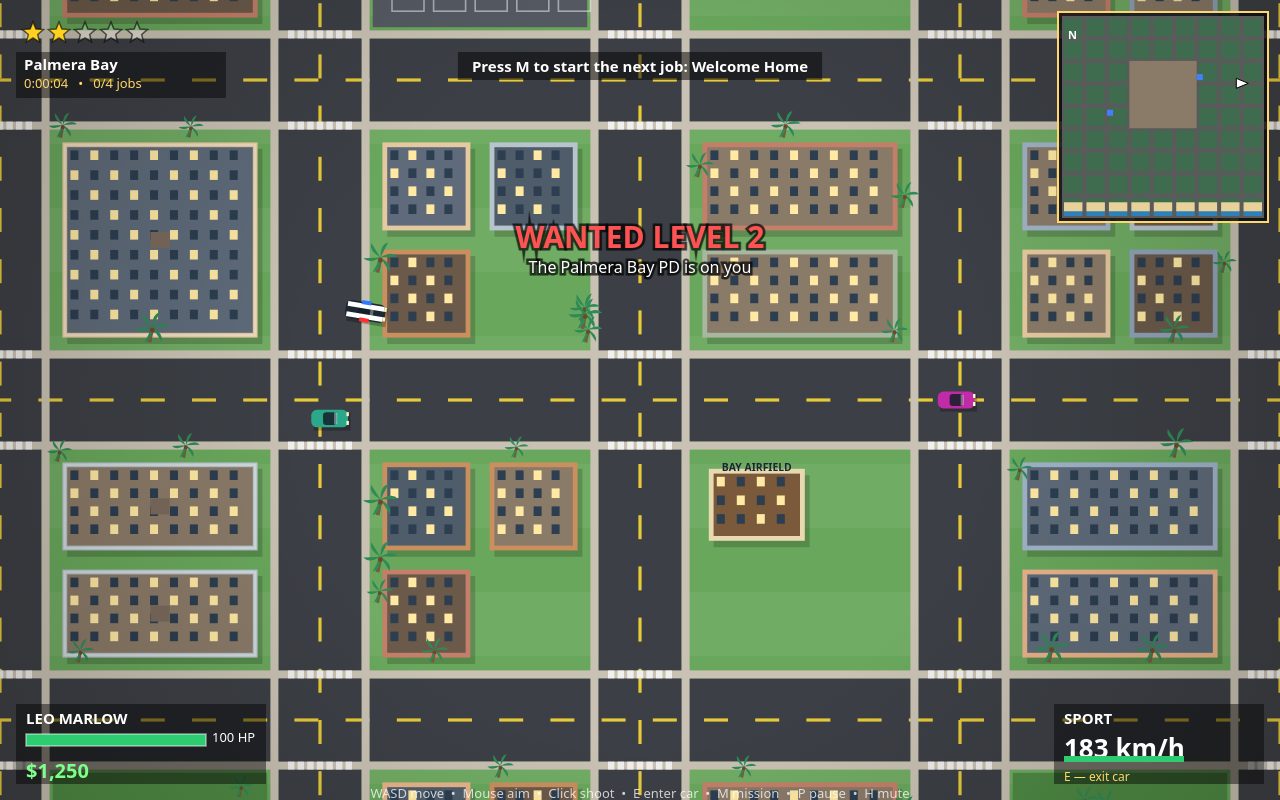 Palmera Bay
0:00:04 • 0/4 jobs
Press M to start the next job: Welcome Home
N
WANTED LEVEL 2
The Palmera Bay PD is on you
BAY AIRFIELD
LEO MARLOW
100 HP
$1,250
SPORT
183 km/h
E — exit car
WASD move • Mouse aim • Click shoot • E enter car • M mission • P pause • H mute